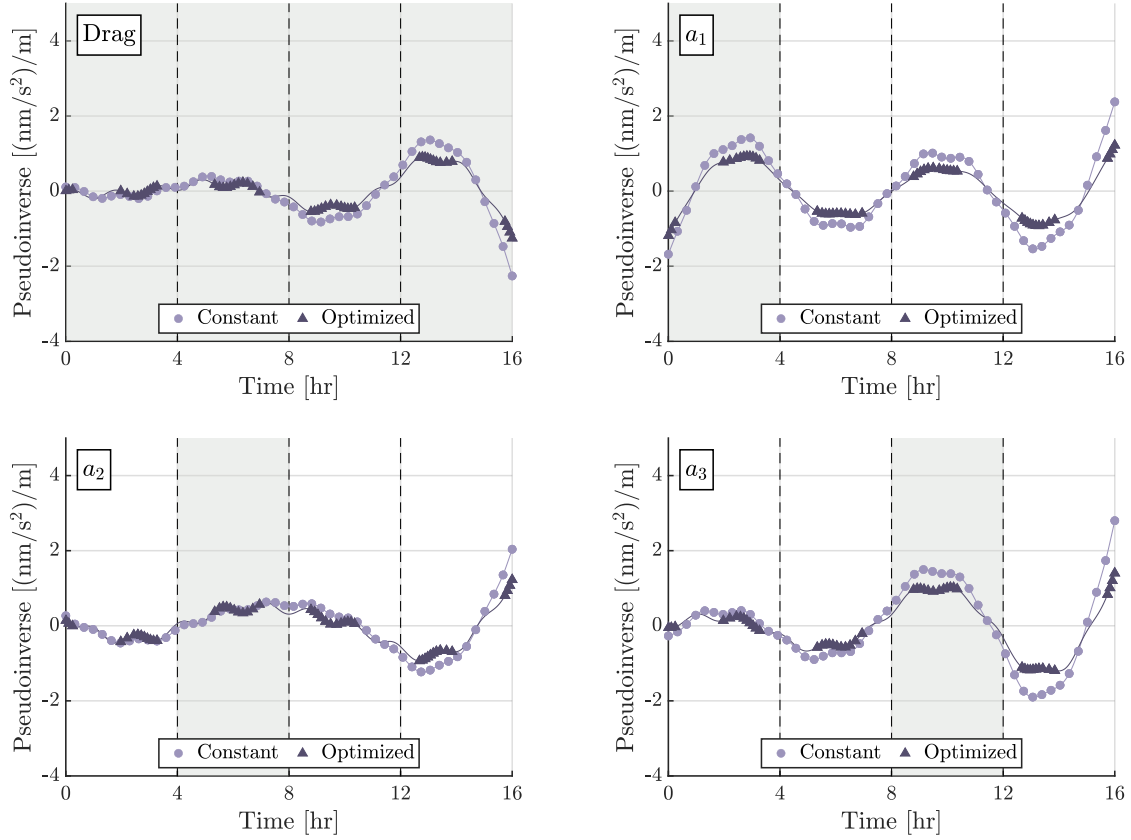 Drag
Pseudoinverse [(nm/s²)/m]
4
2
0
-2
-4
Constant Optimized
0 4 8 12 16
Time [hr]
a₁
Pseudoinverse [(nm/s²)/m]
4
2
0
-2
-4
Constant Optimized
0 4 8 12 16
Time [hr]
a₂
Pseudoinverse [(nm/s²)/m]
4
2
0
-2
-4
Constant Optimized
0 4 8 12 16
Time [hr]
a₃
Pseudoinverse [(nm/s²)/m]
4
2
0
-2
-4
Constant Optimized
0 4 8 12 16
Time [hr]